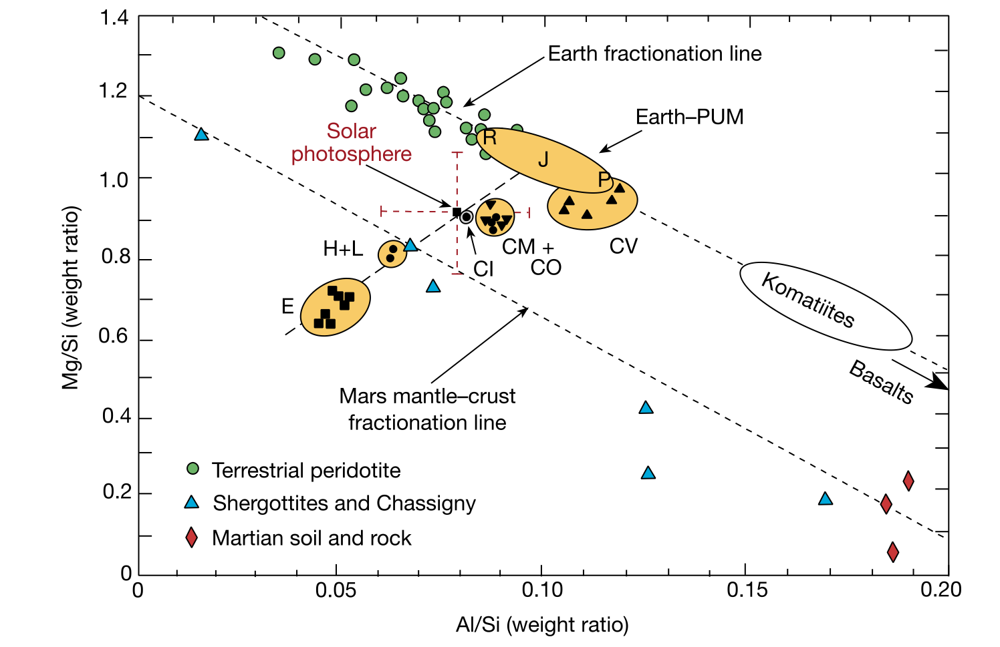 1.4
Earth fractionation line
1.2
Earth–PUM
Solar
photosphere
R
J
P
1.0
Mg/Si (weight ratio)
H+L
CM +
CO
CV
CI
0.8
E
Komatiites
0.6
Basalts
Mars mantle–crust
fractionation line
0.4
Terrestrial peridotite
0.2
Shergottites and Chassigny
Martian soil and rock
0
0 0.05 0.10 0.15 0.20
Al/Si (weight ratio)